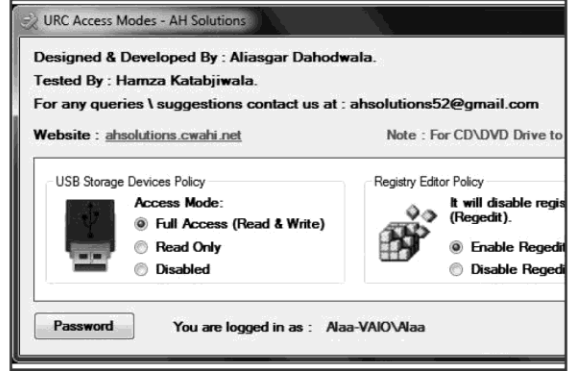 URC Access Modes - AH Solutions
Designed & Developed By : Aliasgar Dahodwala.
Tested By : Hamza Katabjiwala.
For any queries \ suggestions contact us at : ahsolutions52@gmail.com
Website : ahsolutions.cwahi.net
Note : For CD\DVD Drive to
USB Storage Devices Policy
Access Mode:
Full Access (Read & Write)
Read Only
Disabled
Registry Editor Policy
It will disable regis
(Regedit).
Enable Regedi
Disable Regedi
Password
You are logged in as : Alaa-VAIO\Alaa